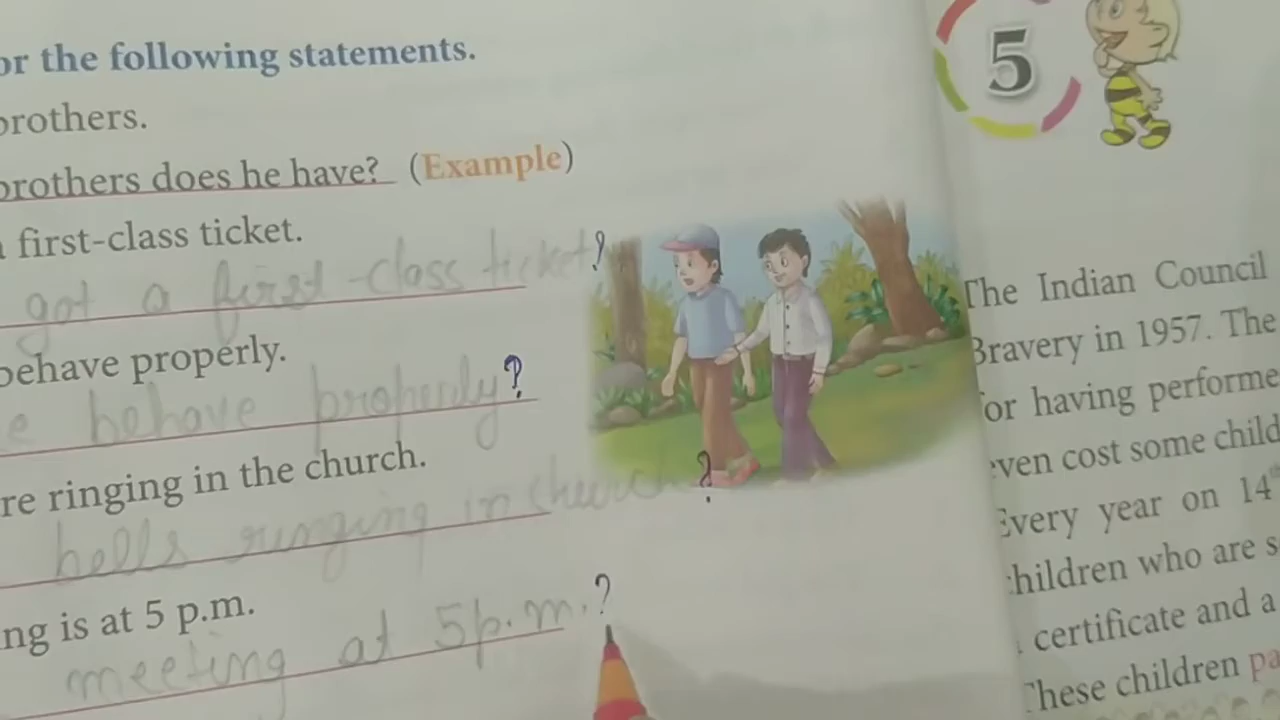 or the following statements.
brothers.
brothers does he have? (Example)
first-class ticket.
got a first-class ticket?
behave properly.
e behave properly?
re ringing in the church.
bells ringing in church?
ng is at 5 p.m.
meeting at 5p.m.?
5
The Indian Council
Bravery in 1957. The
for having performe
even cost some child
Every year on 14
children who are s
certificate and a
These children pa